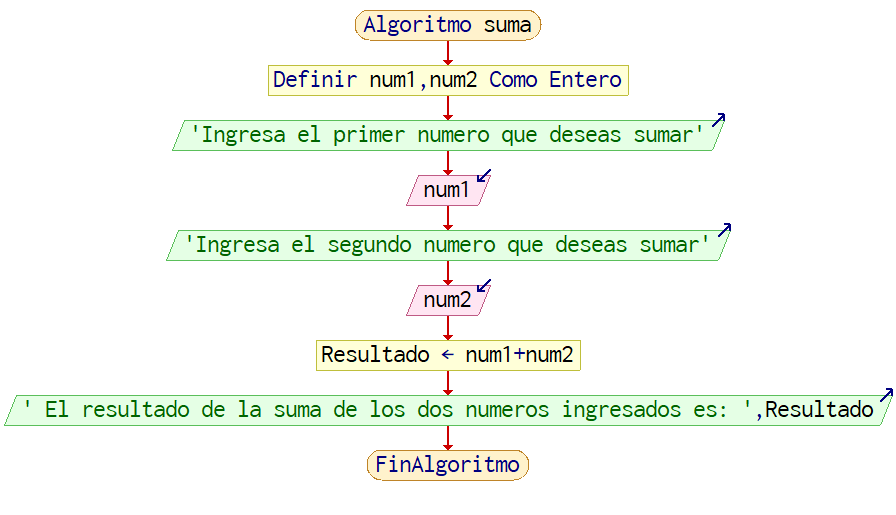 Algoritmo suma
Definir num1,num2 Como Entero
'Ingresa el primer numero que deseas sumar'
num1
'Ingresa el segundo numero que deseas sumar'
num2
Resultado ← num1+num2
' El resultado de la suma de los dos numeros ingresados es: ',Resultado
FinAlgoritmo